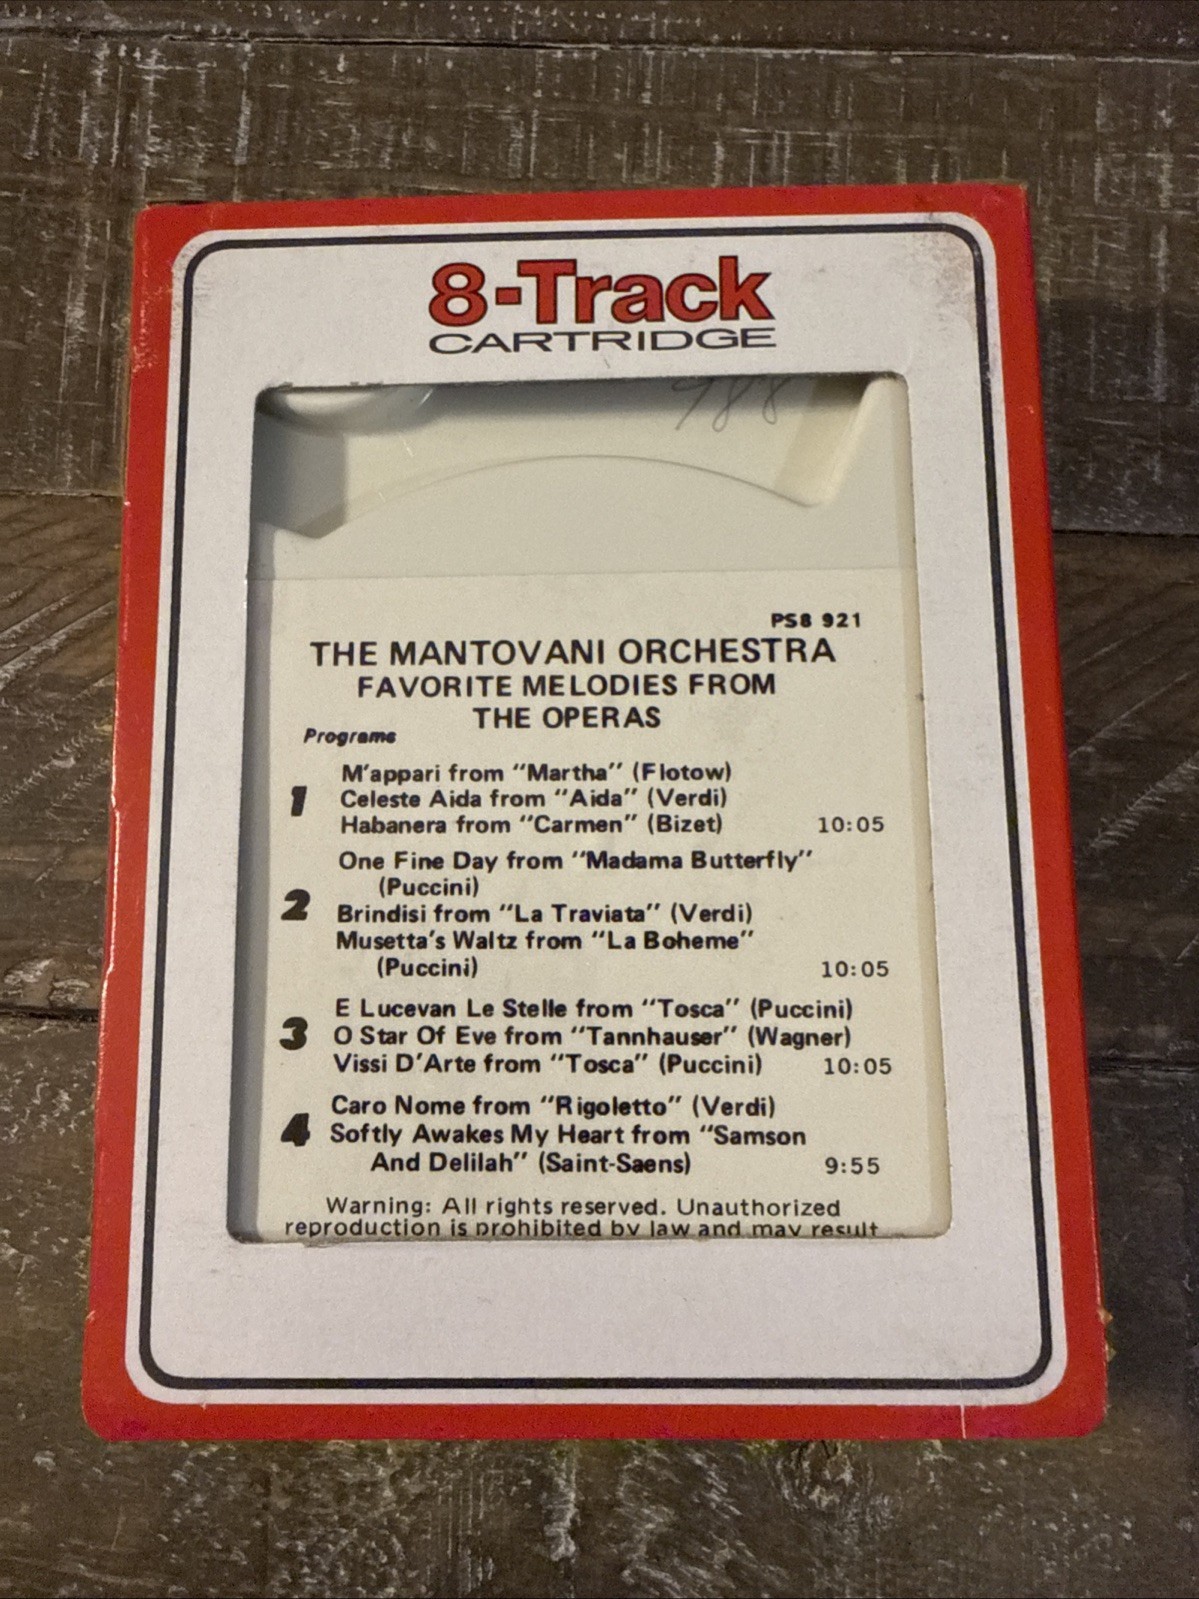 8-Track
CARTRIDGE
988
PS8 921
THE MANTOVANI ORCHESTRA
FAVORITE MELODIES FROM
THE OPERAS
Programs
1
M'appari from "Martha" (Flotow)
Celeste Aida from "Aida" (Verdi)
Habanera from "Carmen" (Bizet) 10:05
One Fine Day from "Madama Butterfly"
(Puccini)
2
Brindisi from "La Traviata" (Verdi)
Musetta's Waltz from "La Boheme"
(Puccini) 10:05
E Lucevan Le Stelle from "Tosca" (Puccini)
3
O Star Of Eve from "Tannhauser" (Wagner)
Vissi D'Arte from "Tosca" (Puccini) 10:05
Caro Nome from "Rigoletto" (Verdi)
4
Softly Awakes My Heart from "Samson
And Delilah" (Saint-Saens) 9:55
Warning: All rights reserved. Unauthorized
reproduction is prohibited by law and may result